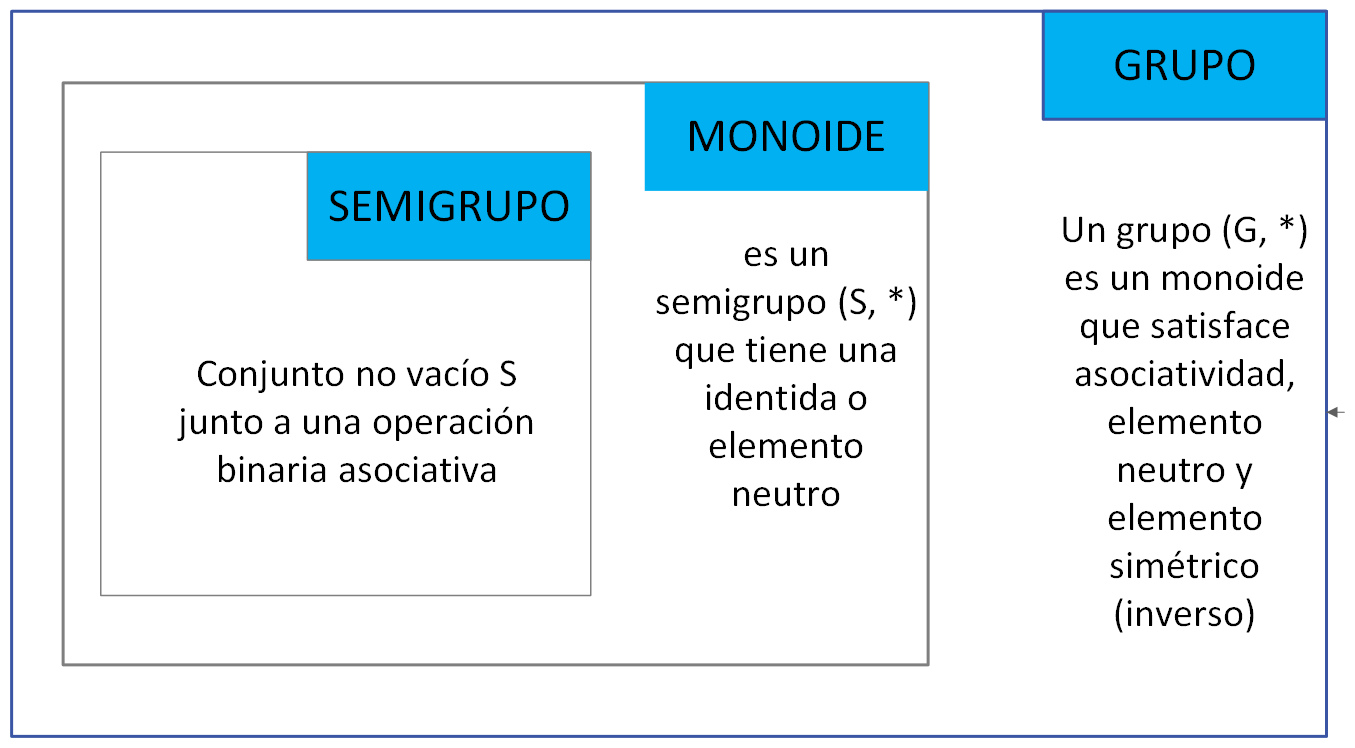 GRUPO
MONOIDE
SEMIGRUPO
Conjunto no vacío S
junto a una operación
binaria asociativa
es un
semigrupo (S, *)
que tiene una
identida o
elemento
neutro
Un grupo (G, *)
es un monoide
que satisface
asociatividad,
elemento
neutro y
elemento
simétrico
(inverso)